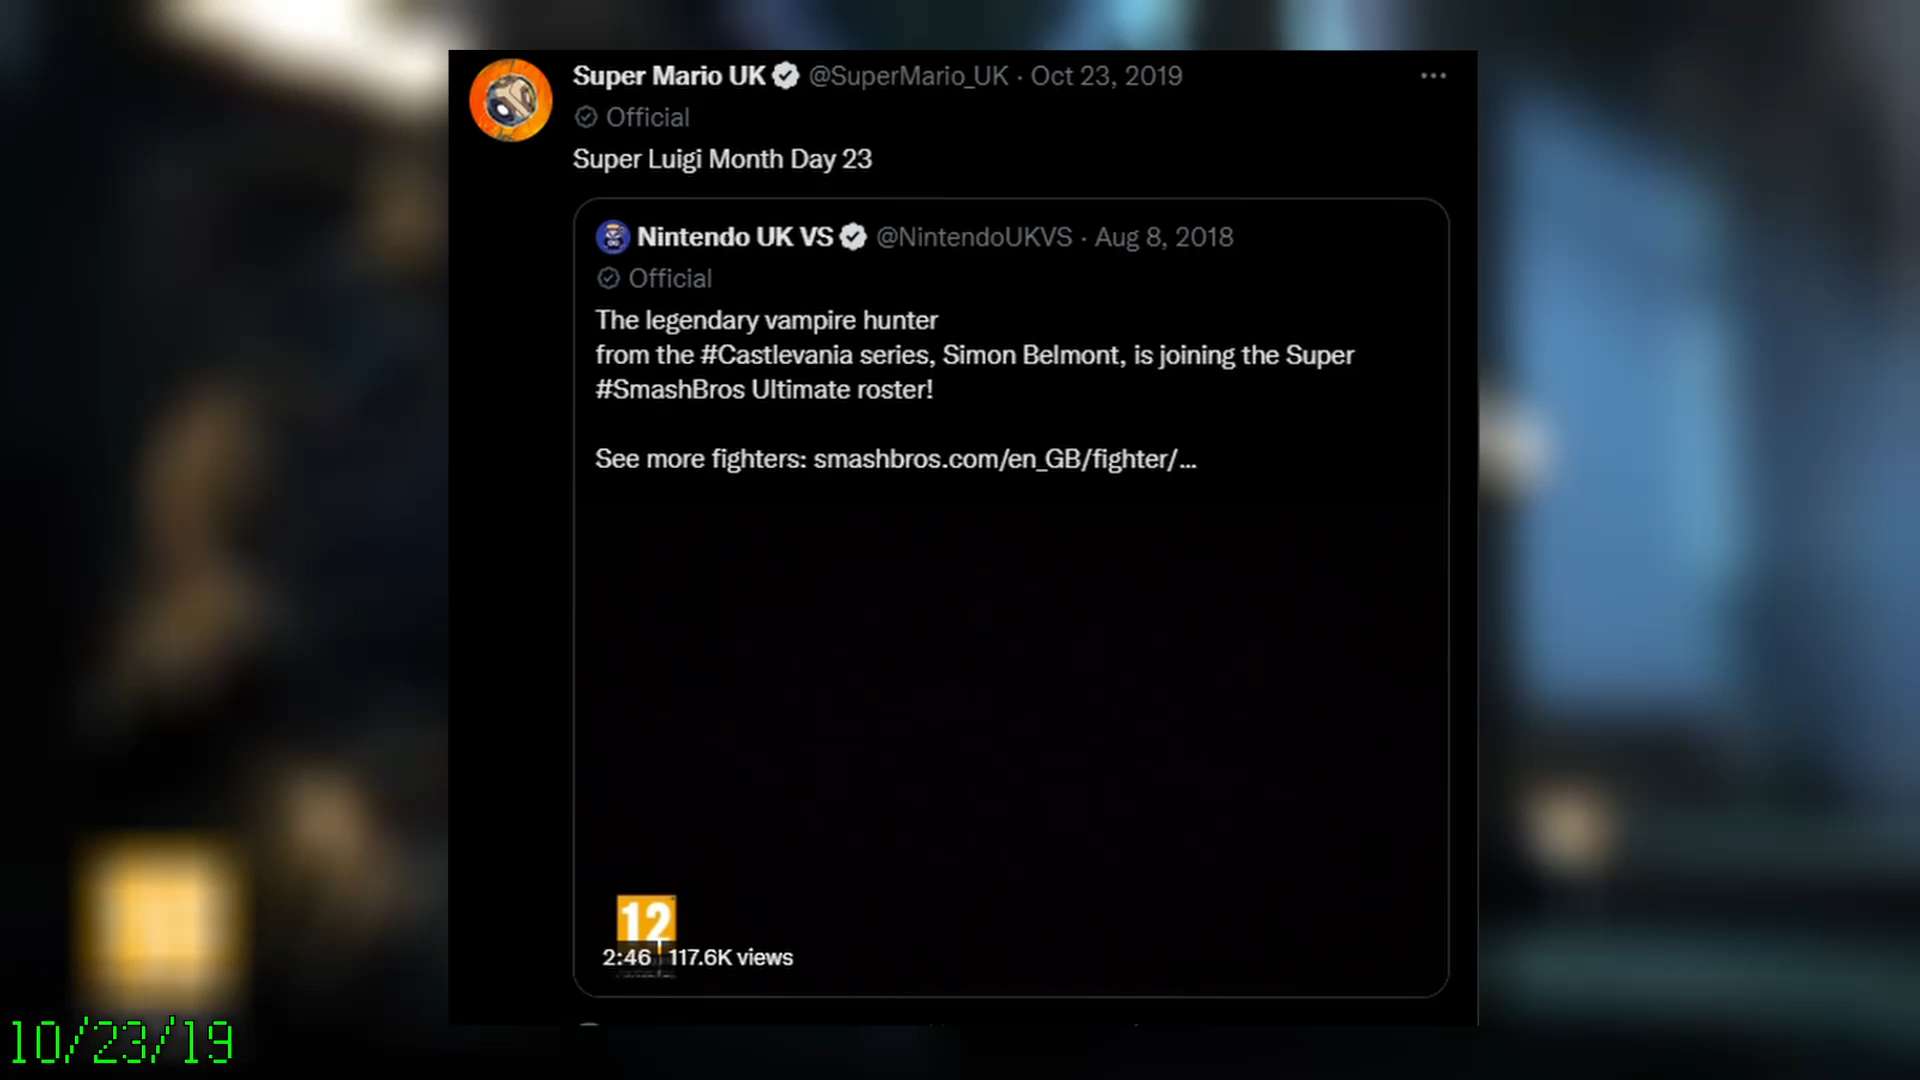 Super Mario UK @SuperMario_UK · Oct 23, 2019
Official
Super Luigi Month Day 23
Nintendo UK VS @NintendoUKVS · Aug 8, 2018
Official
The legendary vampire hunter
from the #Castlevania series, Simon Belmont, is joining the Super
#SmashBros Ultimate roster!
See more fighters: smashbros.com/en_GB/fighter/...
12
2:46 117.6K views
10/23/19